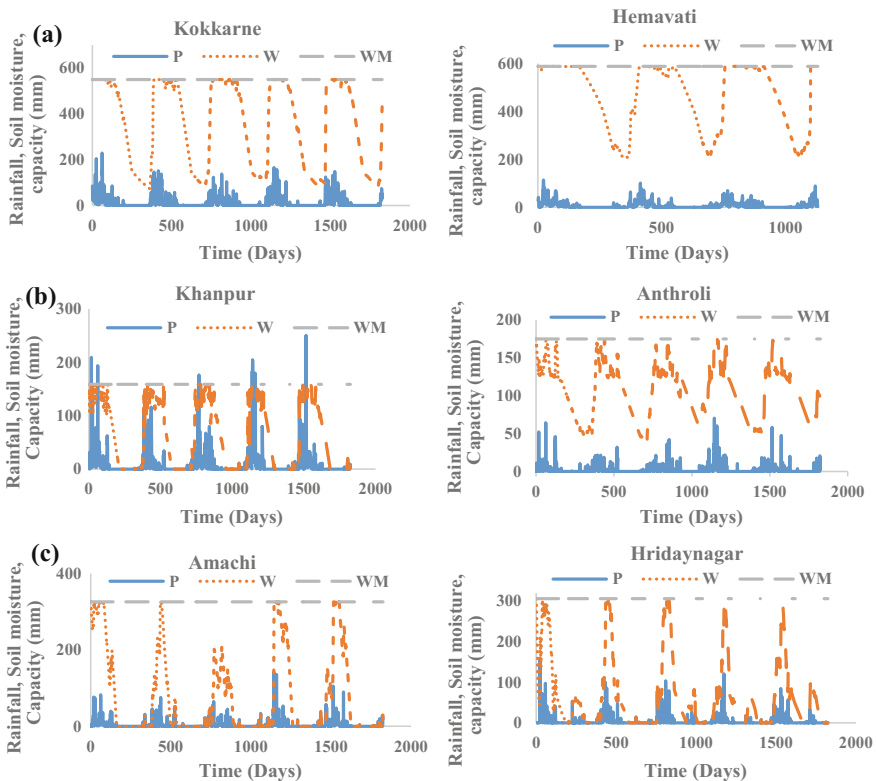 (a)
Kokkarne
P W WM
Rainfall, Soil moisture,
capacity (mm)
600
400
200
0
0 500 1000 1500 2000
Time (Days)
Hemavati
P W WM
Rainfall, Soil moisture,
capacity (mm)
600
400
200
0
0 500 1000
Time (Days)
(b)
Khanpur
P W WM
Rainfall, Soil moisture,
Capacity (mm)
300
200
100
0
0 500 1000 1500 2000
Time (Days)
Anthroli
P W WM
Rainfall, Soil moisture,
Capacity (mm)
200
150
100
50
0
0 500 1000 1500 2000
Time (Days)
(c)
Amachi
P W WM
Rainfall, Soil moisture,
Capacity (mm)
400
200
0
0 500 1000 1500 2000
Time (Days)
Hridaynagar
P W WM
Rainfall, Soil moisture,
capacity (mm)
300
200
100
0
0 500 1000 1500 2000
Time (Days)